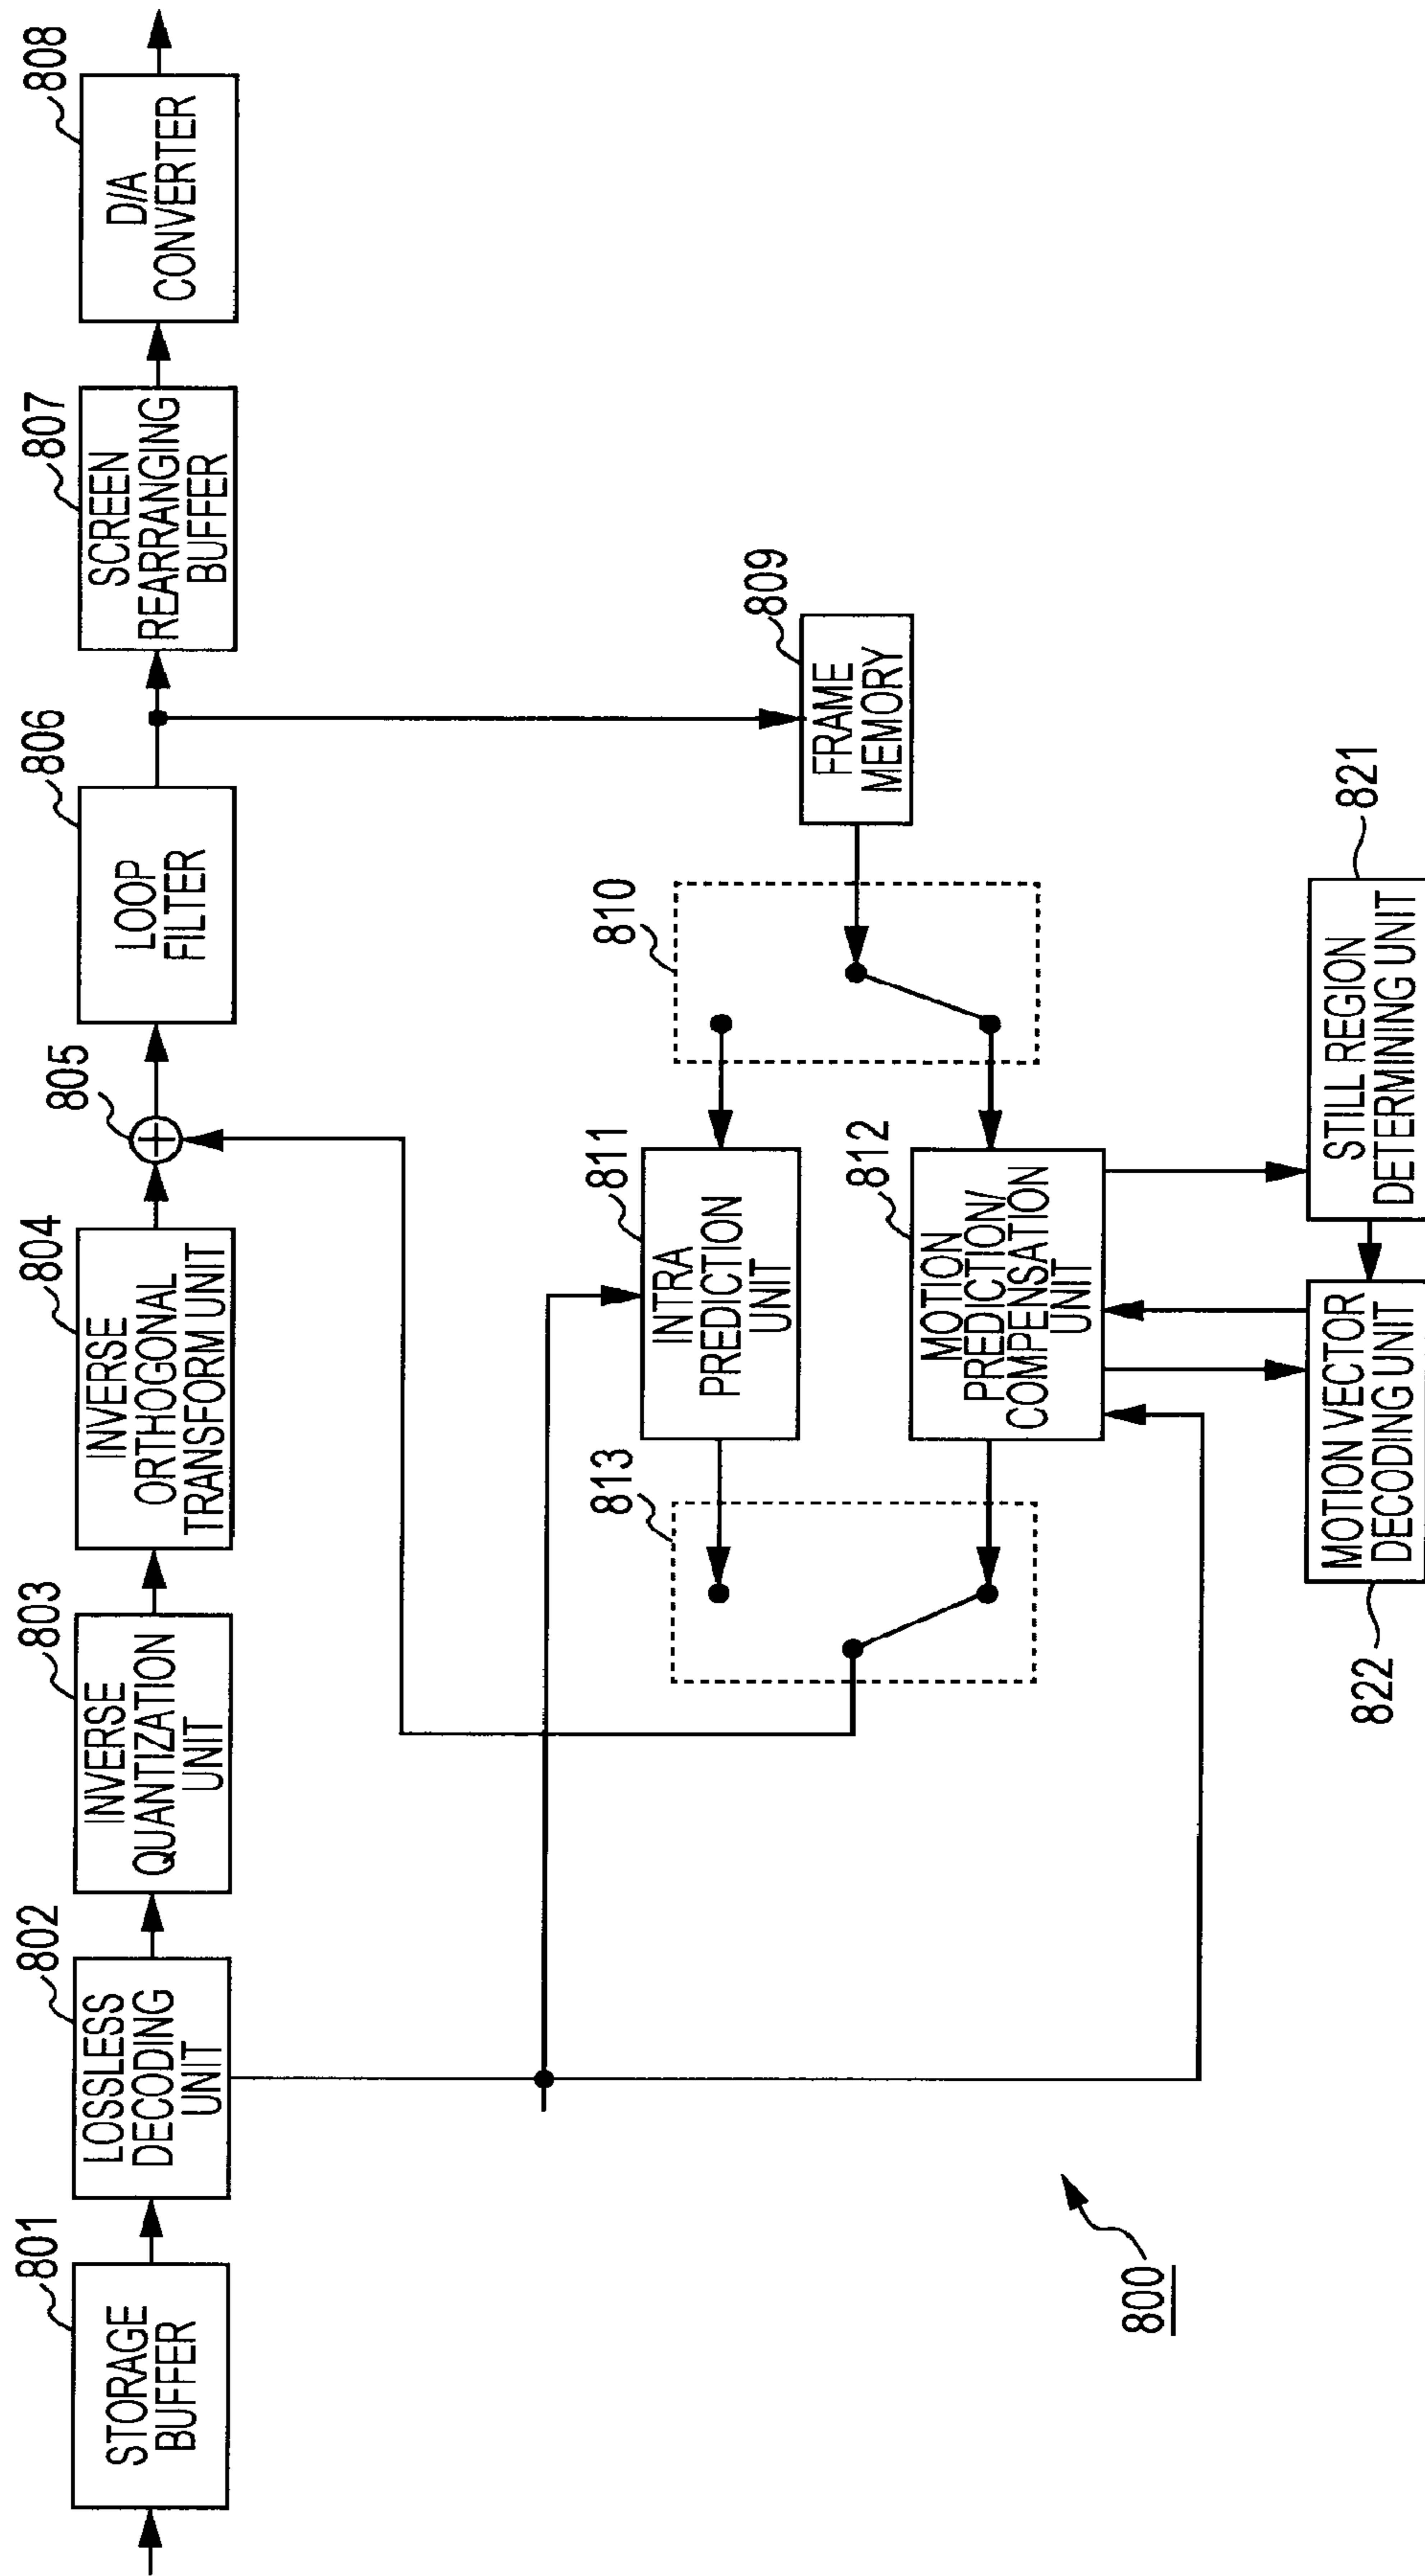 801
STORAGE
BUFFER
802
LOSSLESS
DECODING
UNIT
803
INVERSE
QUANTIZATION
UNIT
804
INVERSE
ORTHOGONAL
TRANSFORM UNIT
805
806
LOOP
FILTER
807
SCREEN
REARRANGING
BUFFER
808
D/A
CONVERTER
809
FRAME
MEMORY
810
811
INTRA
PREDICTION
UNIT
813
812
MOTION
PREDICTION/
COMPENSATION
UNIT
821
STILL REGION
DETERMINING UNIT
822
MOTION VECTOR
DECODING UNIT
800